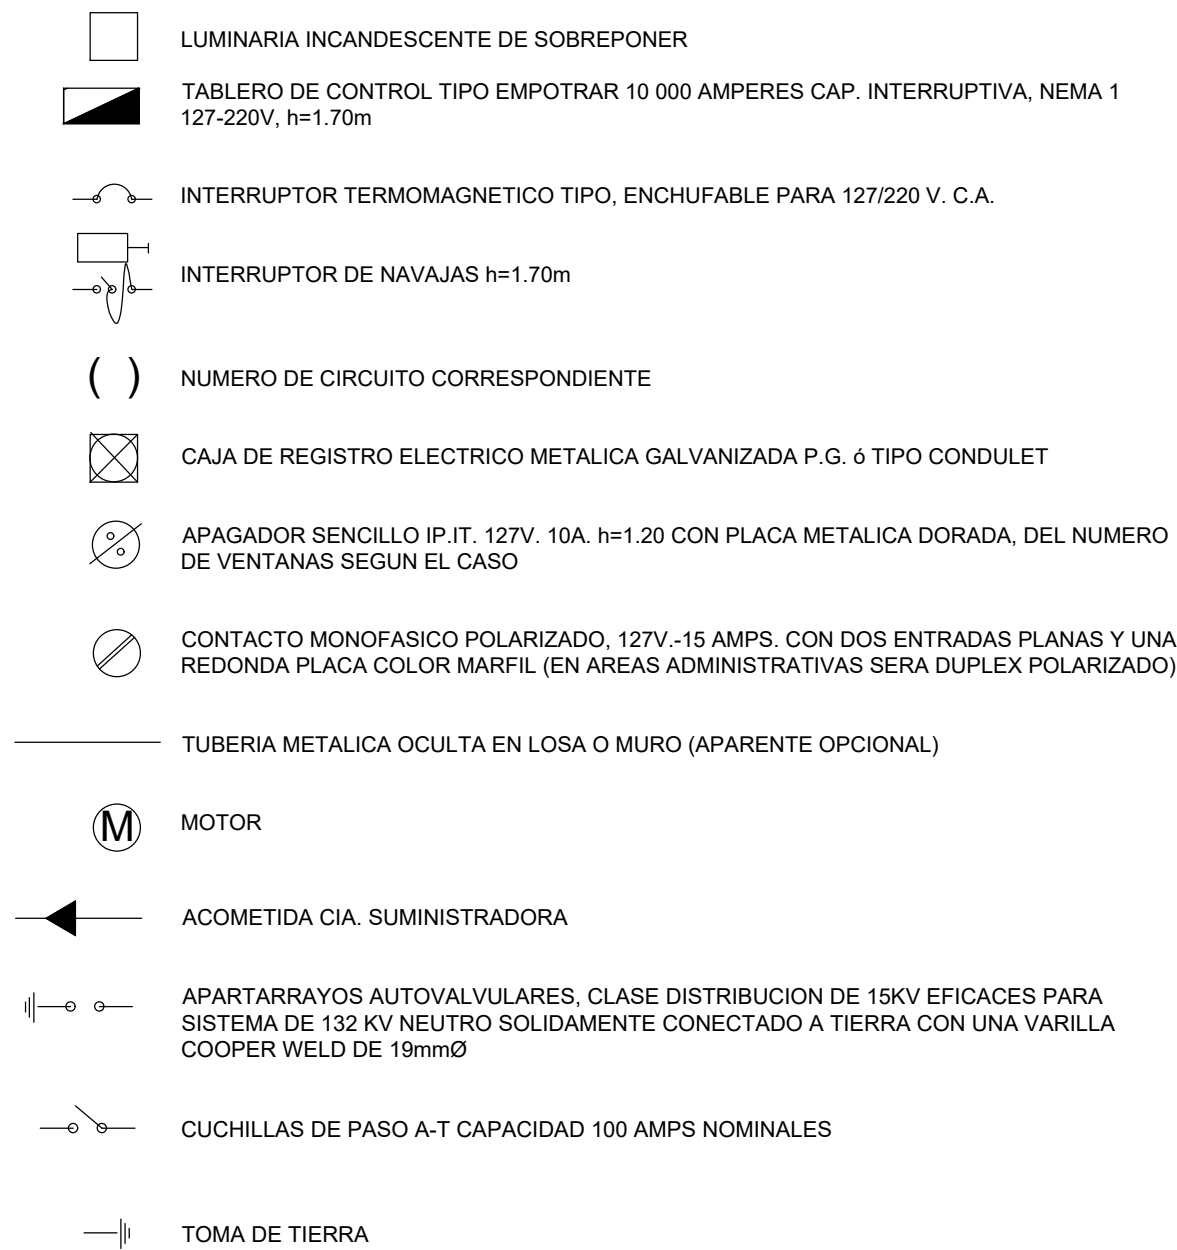 LUMINARIA INCANDESCENTE DE SOBREPONER
TABLERO DE CONTROL TIPO EMPOTRAR 10 000 AMPERES CAP. INTERRUPTIVA, NEMA 1
127-220V, h=1.70m
INTERRUPTOR TERMOMAGNETICO TIPO, ENCHUFABLE PARA 127/220 V. C.A.
INTERRUPTOR DE NAVAJAS h=1.70m
( ) NUMERO DE CIRCUITO CORRESPONDIENTE
CAJA DE REGISTRO ELECTRICO METALICA GALVANIZADA P.G. ó TIPO CONDULET
APAGADOR SENCILLO IP.IT. 127V. 10A. h=1.20 CON PLACA METALICA DORADA, DEL NUMERO
DE VENTANAS SEGUN EL CASO
CONTACTO MONOFASICO POLARIZADO, 127V.-15 AMPS. CON DOS ENTRADAS PLANAS Y UNA
REDONDA PLACA COLOR MARFIL (EN AREAS ADMINISTRATIVAS SERA DUPLEX POLARIZADO)
TUBERIA METALICA OCULTA EN LOSA O MURO (APARENTE OPCIONAL)
M MOTOR
ACOMETIDA CIA. SUMINISTRADORA
APARTARRAYOS AUTOVALVULARES, CLASE DISTRIBUCION DE 15KV EFICACES PARA
SISTEMA DE 132 KV NEUTRO SOLIDAMENTE CONECTADO A TIERRA CON UNA VARILLA
COOPER WELD DE 19mmØ
CUCHILLAS DE PASO A-T CAPACIDAD 100 AMPS NOMINALES
TOMA DE TIERRA